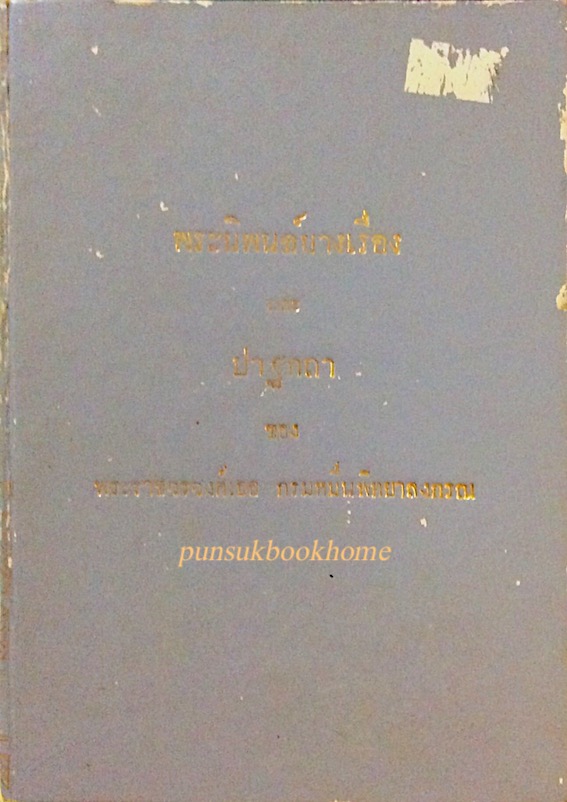 พระนิพนธ์บางเรื่อง
และ
ปาฐกถา
ของ
พระราชวรวงศ์เธอ กรมหมื่นพิทยาลงกรณ
punsukbookhome